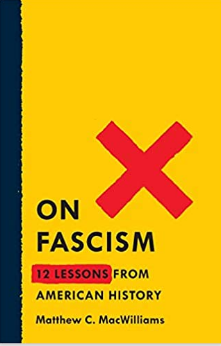 ON
FASCISM
12 LESSONS FROM
AMERICAN HISTORY
Matthew C. MacWilliams